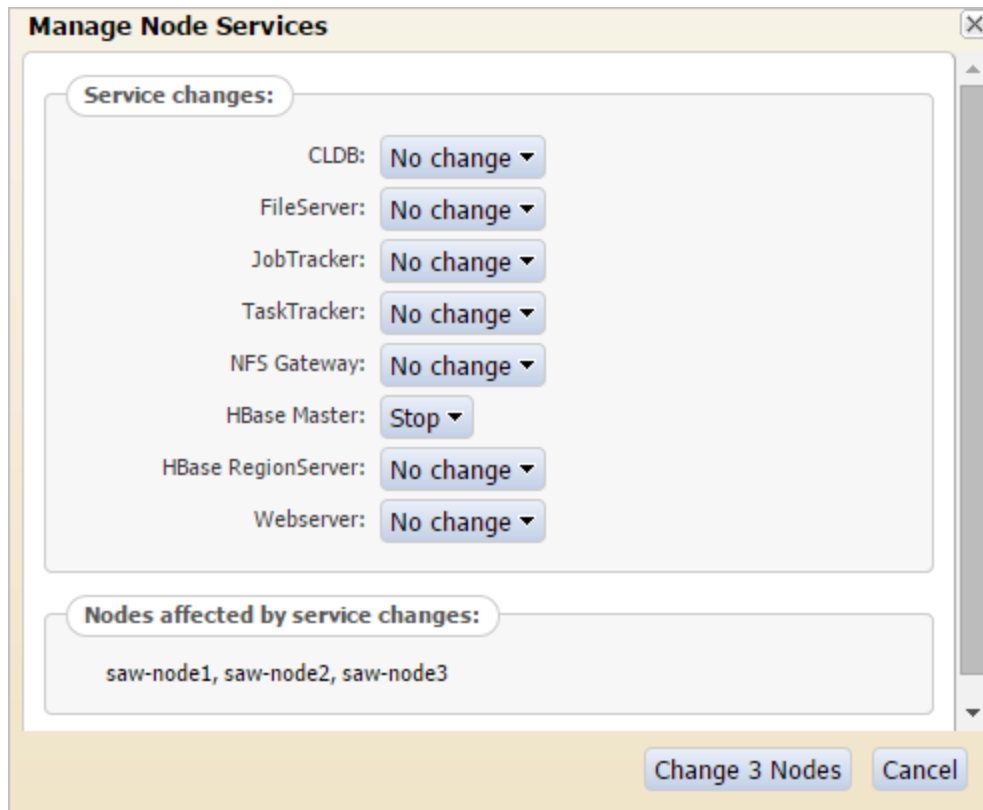 Manage Node Services
Service changes:
CLDB: No change
FileServer: No change
JobTracker: No change
TaskTracker: No change
NFS Gateway: No change
HBase Master: Stop
HBase RegionServer: No change
Webserver: No change
Nodes affected by service changes:
saw-node1, saw-node2, saw-node3
Change 3 Nodes Cancel